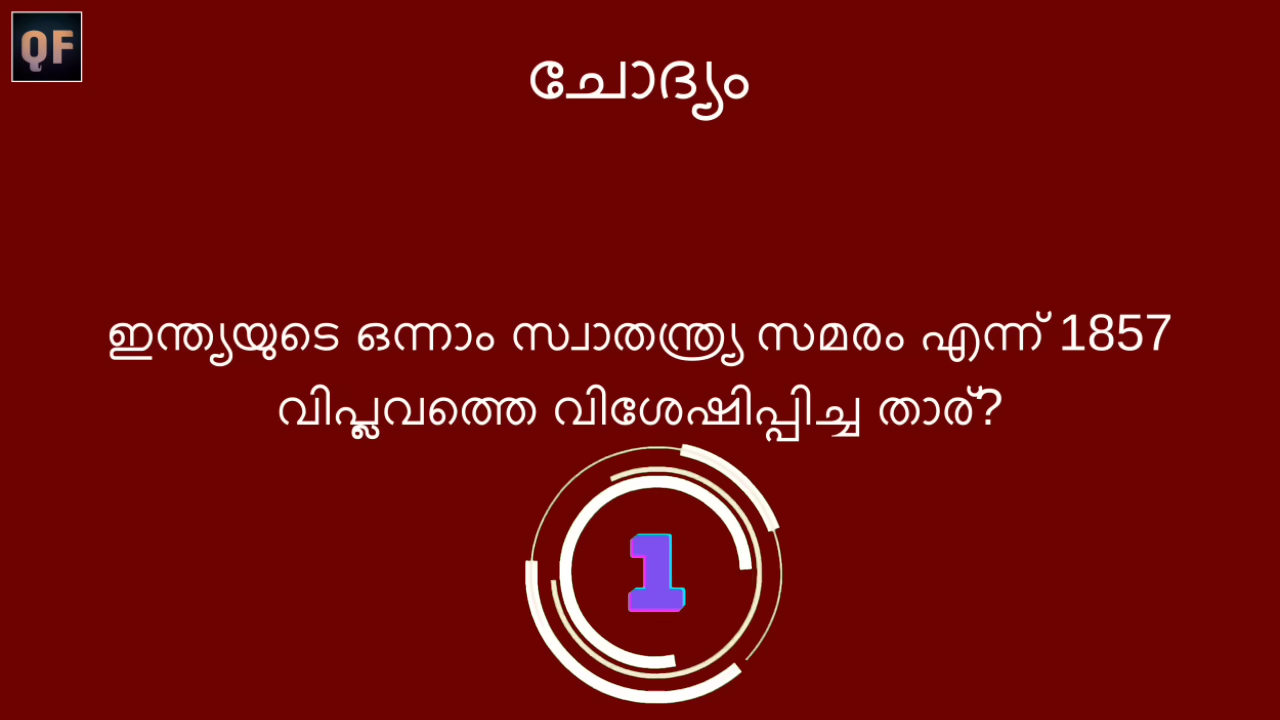 QF
ചോദ്യം
ഇന്ത്യയുടെ ഒന്നാം സ്വാതന്ത്ര്യ സമരം എന്ന് 1857
വിപ്ലവത്തെ വിശേഷിപ്പിച്ച താര്?
1